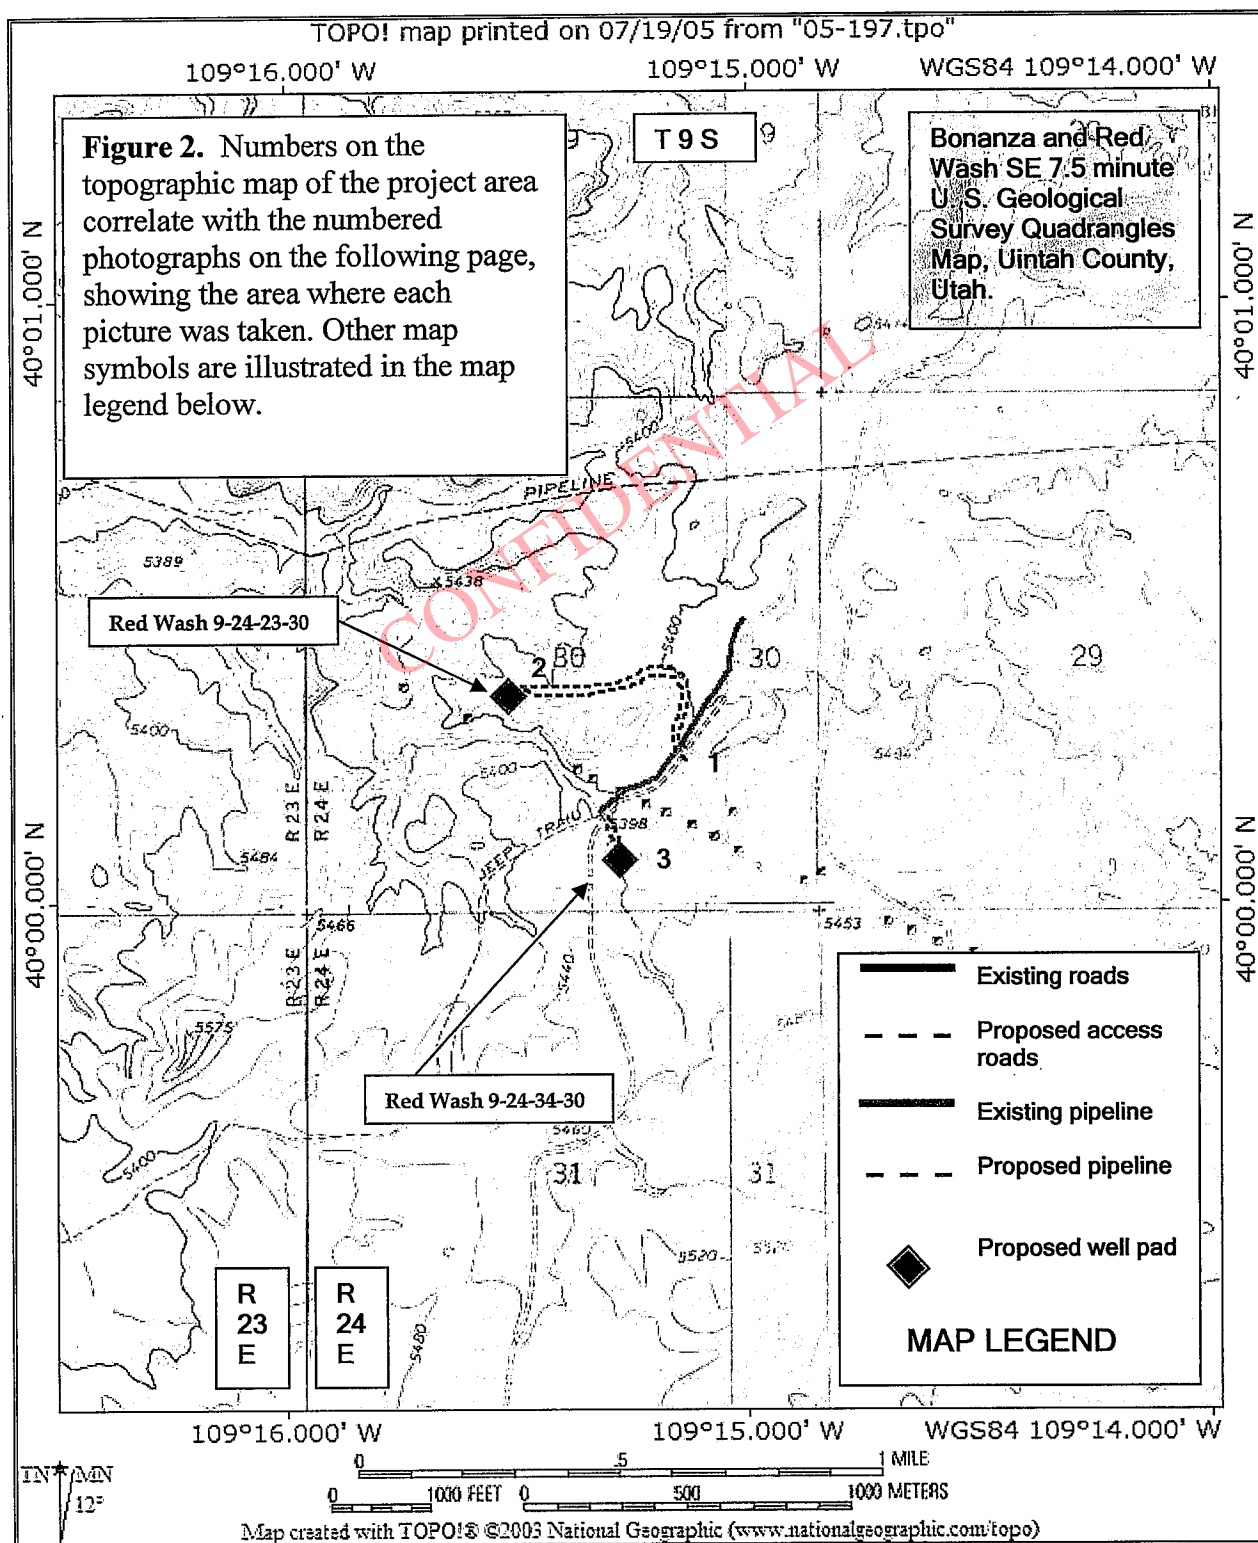 TOPO! map printed on 07/19/05 from "05-197.tpo"
109°16.000' W
109°15.000' W
WGS84 109°14.000' W
Figure 2. Numbers on the
topographic map of the project area
correlate with the numbered
photographs on the following page,
showing the area where each
picture was taken. Other map
symbols are illustrated in the map
legend below.
T 9 S
9
Bonanza and Red
Wash SE 7.5 minute
U. S. Geological
Survey Quadrangles
Map, Uintah County,
Utah.
40°01.000' N
40°01.000' N
CONFIDENTIAL
5400
PIPELINE
5389
5438
Red Wash 9-24-23-30
5400
2
30
30
29
5400
5400
5484
1
R 23 E
R 24 E
JEEP TRAIL
5398
3
5484
40°00.000' N
40°00.000' N
5466
5453
R 23 E
R 24 E
5440
5575
Red Wash 9-24-34-30
5460
5400
31
31
5520
5520
5480
R
23
E
R
24
E
Existing roads
Proposed access
roads
Existing pipeline
Proposed pipeline
Proposed well pad
MAP LEGEND
109°16.000' W
109°15.000' W
WGS84 109°14.000' W
TN MN
12°
0 .5 1 MILE
0 1000 FEET 0 500 1000 METERS
Map created with TOPO!® ©2003 National Geographic (www.nationalgeographic.com/topo)